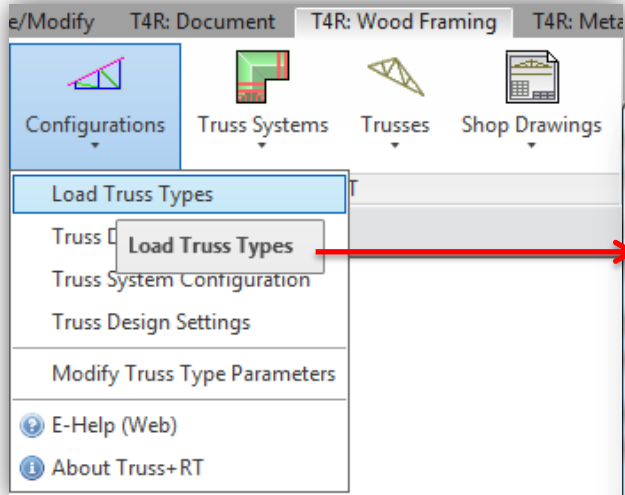 e/Modify T4R: Document T4R: Wood Framing T4R: Meta
Configurations Truss Systems Trusses Shop Drawings
T
Load Truss Types
Truss D
Load Truss Types
Truss System Configuration
Truss Design Settings
Modify Truss Type Parameters
E-Help (Web)
About Truss+RT